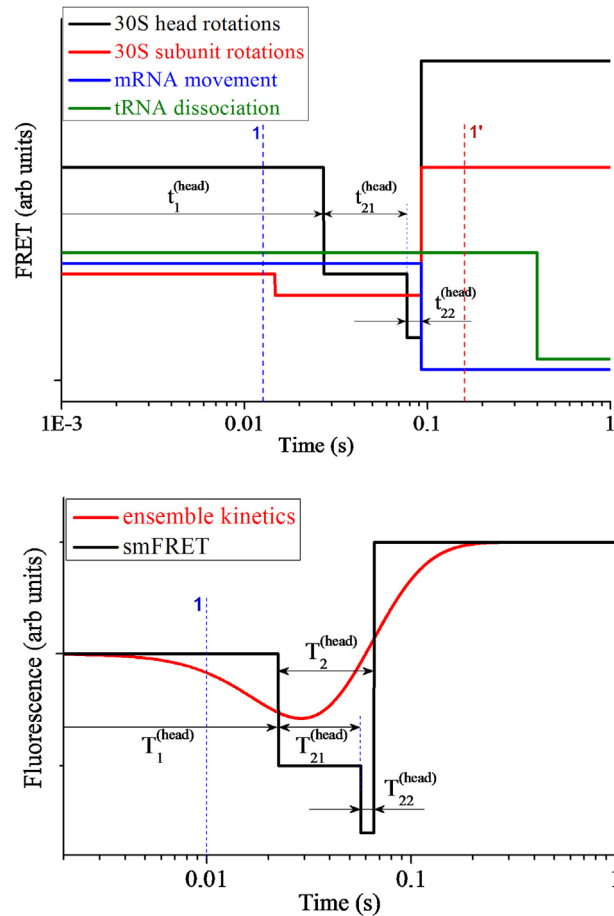 30S head rotations
30S subunit rotations
mRNA movement
tRNA dissociation
1
1'
t1(head)
t21(head)
t22(head)
FRET (arb units)
1E-3
0.01
0.1
1
Time (s)
ensemble kinetics
smFRET
1
T2(head)
T1(head)
T21(head)
T22(head)
Fluorescence (arb units)
0.01
0.1
1
Time (s)